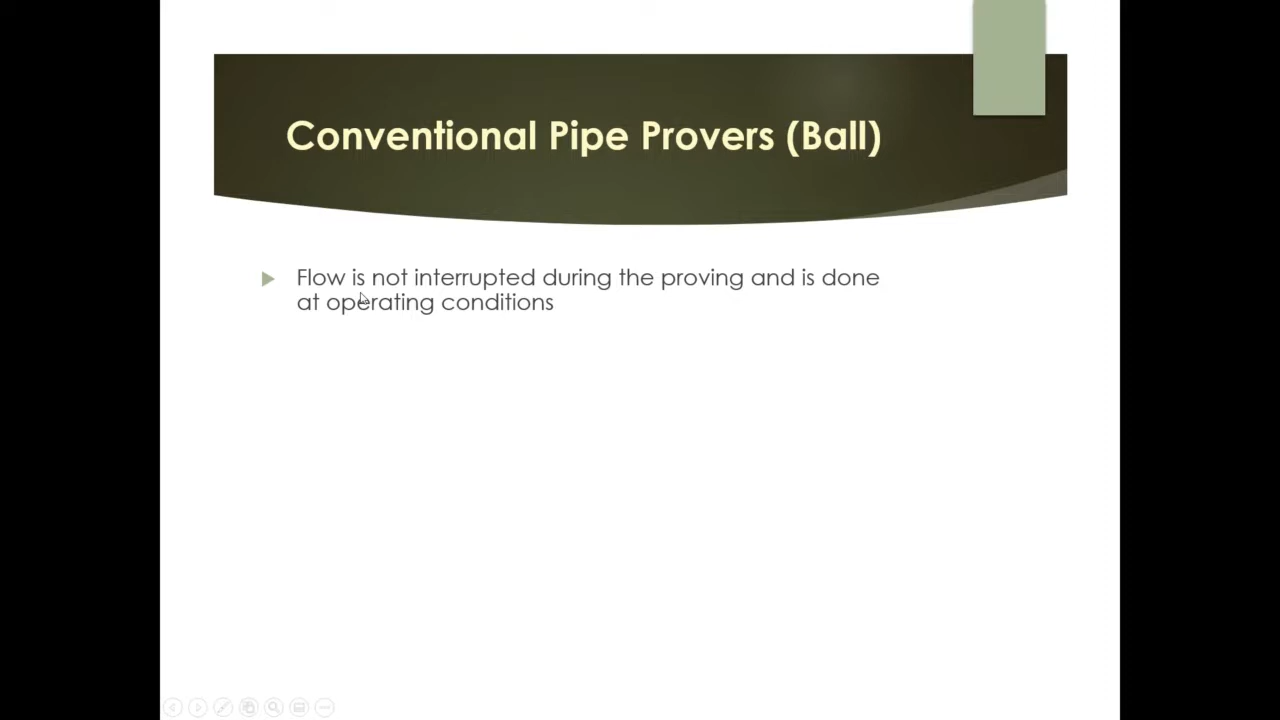 Conventional Pipe Provers (Ball)
Flow is not interrupted during the proving and is done
at operating conditions